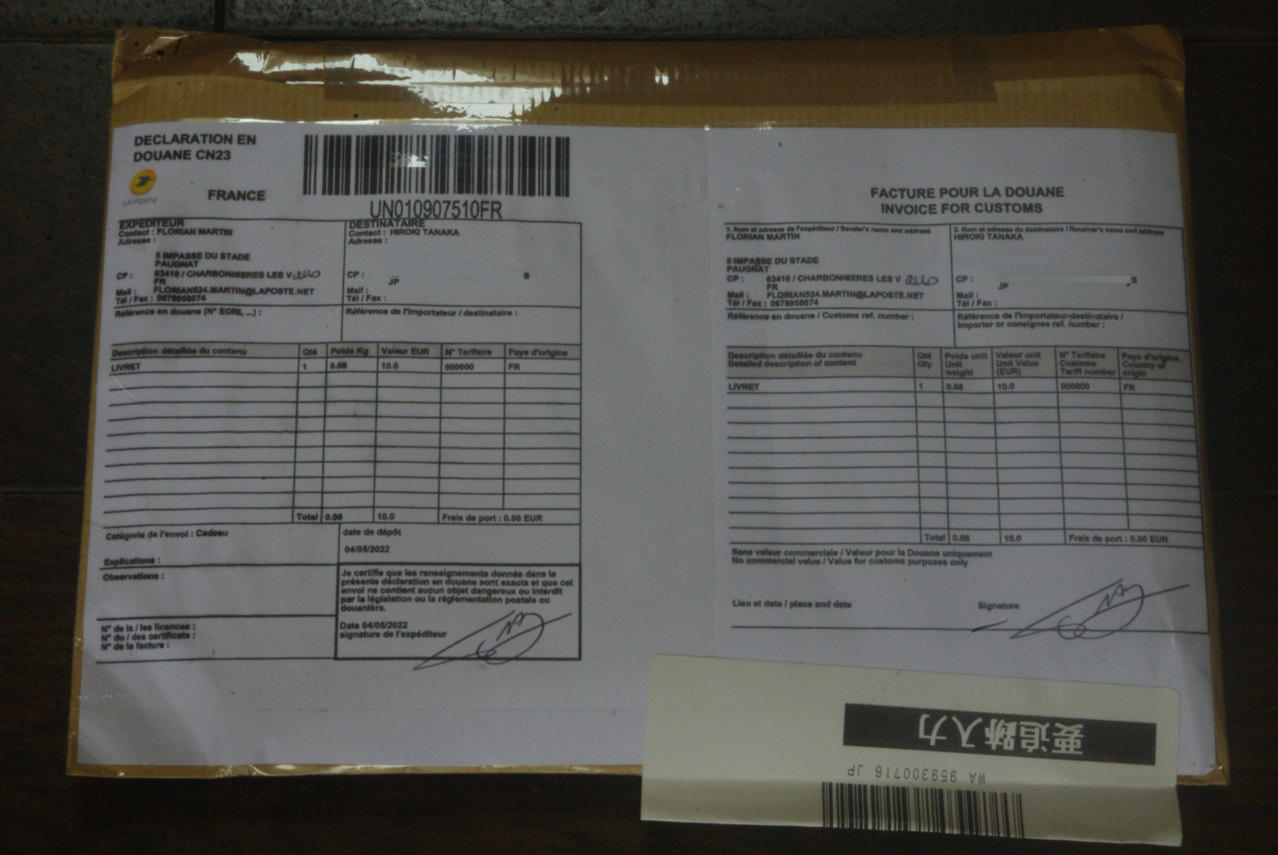 DECLARATION EN
DOUANE CN23
LA POSTE
FRANCE
UN010907510FR
EXPEDITEUR
Contact : FLORIAN MARTIN
Adresse :
5 IMPASSE DU STADE
PAUGNAT
CP : 63410 / CHARBONNIERES LES V
FR
Mail : FLORIAN524.MARTIN@LAPOSTE.NET
Tél / Fax : 0678958074
Référence en douane (N° EORI, ...) :
DESTINATAIRE
Contact : HIROKI TANAKA
Adresse :
CP :
S
JP
Mail :
Tél / Fax :
Référence de l'importateur / destinataire :
Description détaillée du contenu Qté Poids Kg Valeur EUR N° Tarifaire Pays d'origine
LIVRET 1 0.08 10.0 000000 FR
Total 0.08 10.0 Frais de port : 0.00 EUR
Catégorie de l'envoi : Cadeau
Explications :
date de dépôt
04/05/2022
Observations :
N° de la / les licences :
N° du / des certificats :
N° de la facture :
Je certifie que les renseignements donnés dans la
présente déclaration en douane sont exacts et que cet
envoi ne contient aucun objet dangereux ou interdit
par la législation ou la réglementation postale ou
douanière.
Date 04/05/2022
signature de l'expéditeur
FACTURE POUR LA DOUANE
INVOICE FOR CUSTOMS
1. Nom et adresse de l'expéditeur / Sender's name and address
FLORIAN MARTIN
5 IMPASSE DU STADE
PAUGNAT
CP : 63410 / CHARBONNIERES LES V
FR
Mail : FLORIAN524.MARTIN@LAPOSTE.NET
Tél / Fax : 0678958074
Référence en douane / Customs ref. number :
2. Nom et adresse du destinataire / Receiver's name and address
HIROKI TANAKA
CP :
S
JP
Mail :
Tél / Fax :
Référence de l'importateur-destinataire /
Importer or consignee ref. number :
Description détaillée du contenu
Detailed description of content
Qté
Qty
Poids unit
Unit
weight
Valeur unit
Unit Value
(EUR)
N° Tarifaire
Customs
Tariff number
Pays d'origine
Country of
origin
LIVRET 1 0.08 10.0 000000 FR
Total 0.08 10.0 Frais de port : 0.00 EUR
Sans valeur commerciale / Valeur pour la Douane uniquement
No commercial value / Value for customs purposes only
Lieu et date / place and date
Signature
要追跡入力
WA 959300716 JP